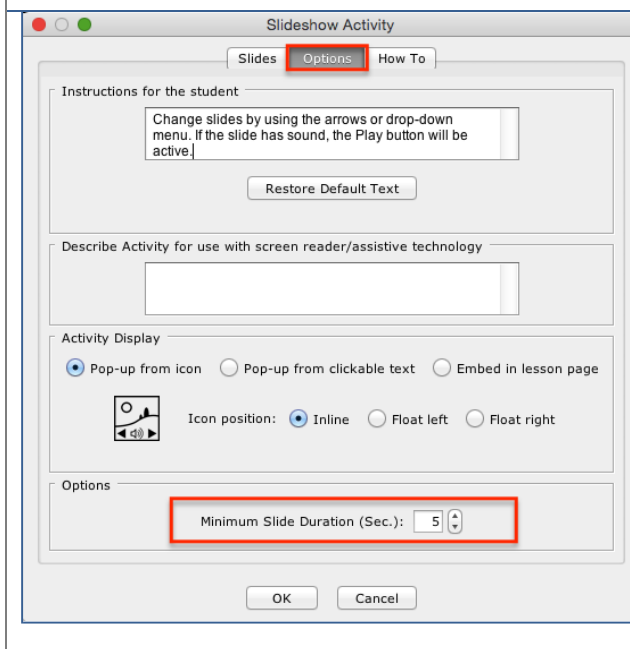 Slideshow Activity
Slides Options How To
Instructions for the student
Change slides by using the arrows or drop-down
menu. If the slide has sound, the Play button will be
active.
Restore Default Text
Describe Activity for use with screen reader/assistive technology
Activity Display
Pop-up from icon Pop-up from clickable text Embed in lesson page
Icon position: Inline Float left Float right
Options
Minimum Slide Duration (Sec.): 5
OK Cancel